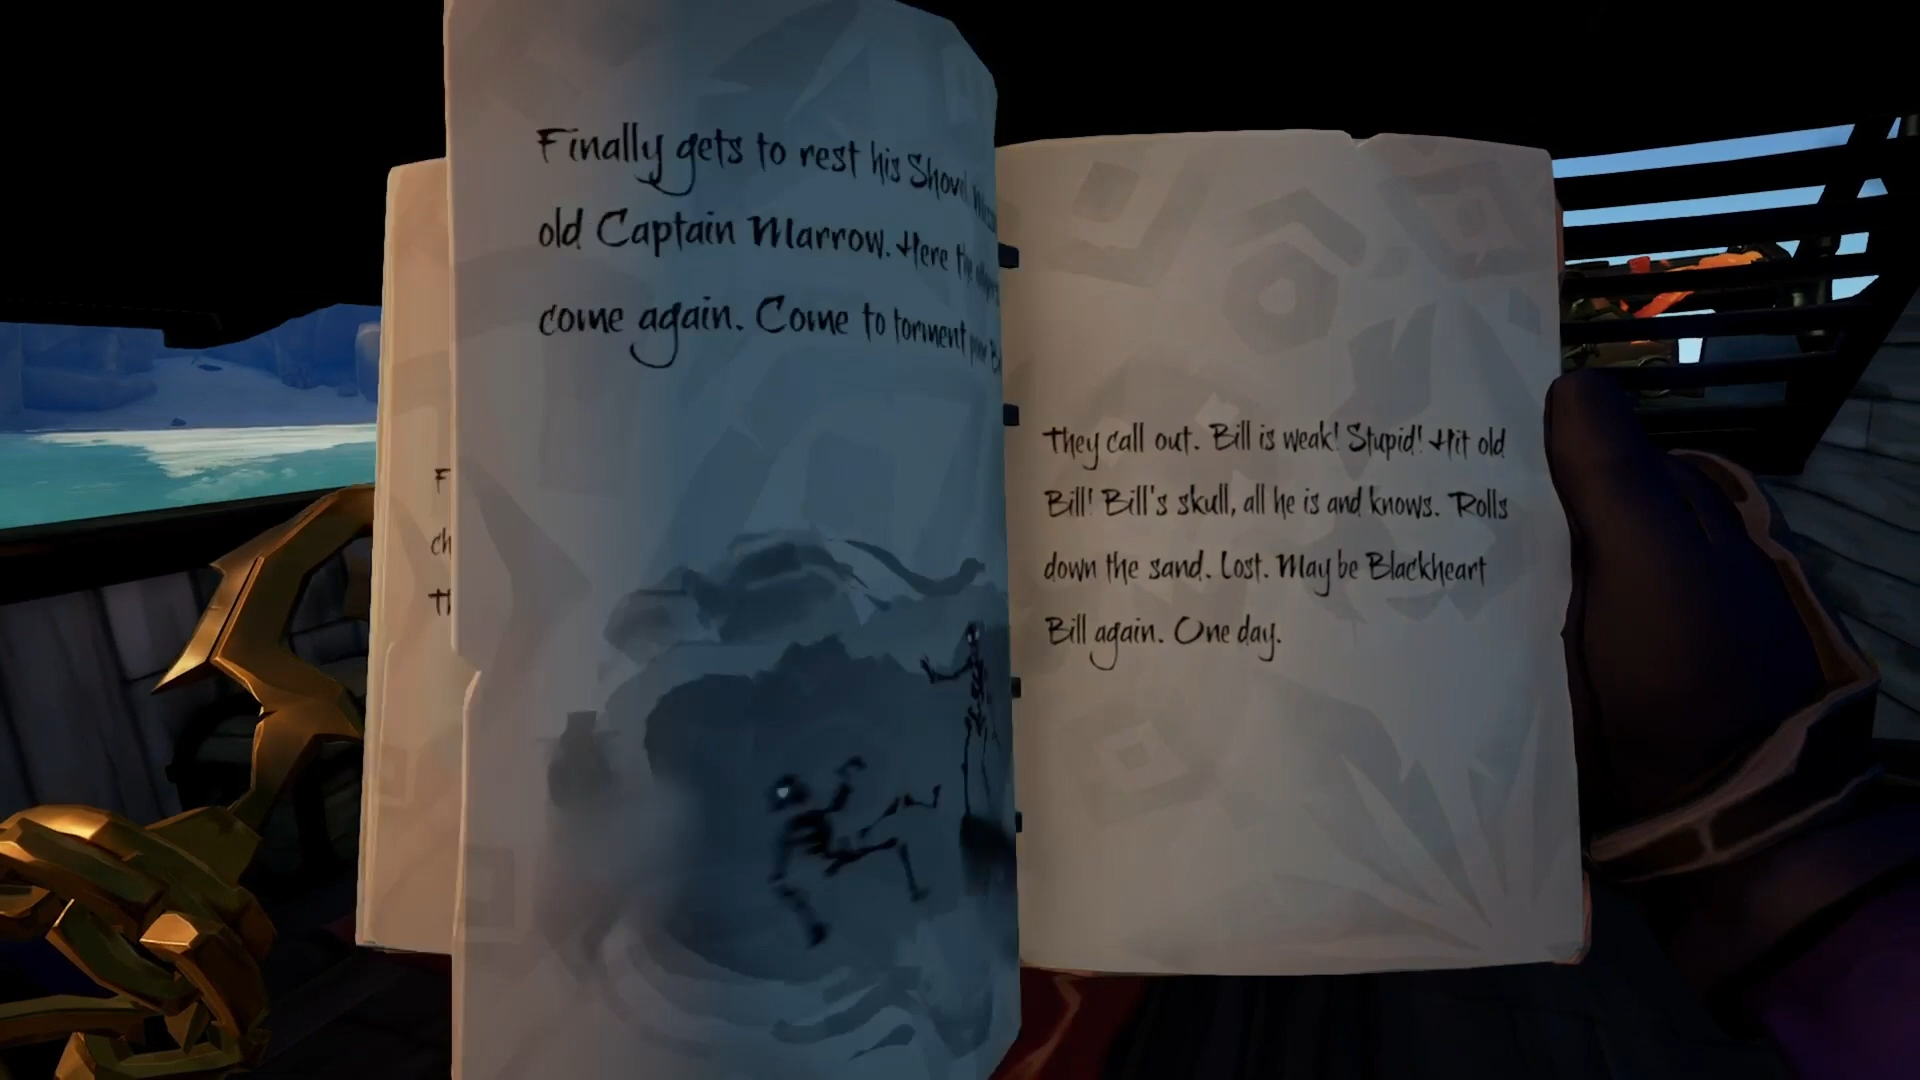 F
ch
Th
Finally gets to rest his Shovel
old Captain Marrow. Here the
come again. Come to torment
They call out. Bill is weak! Stupid! Hit old
Bill! Bill's skull, all he is and knows. Rolls
down the sand. Lost. May be Blackheart
Bill again. One day.